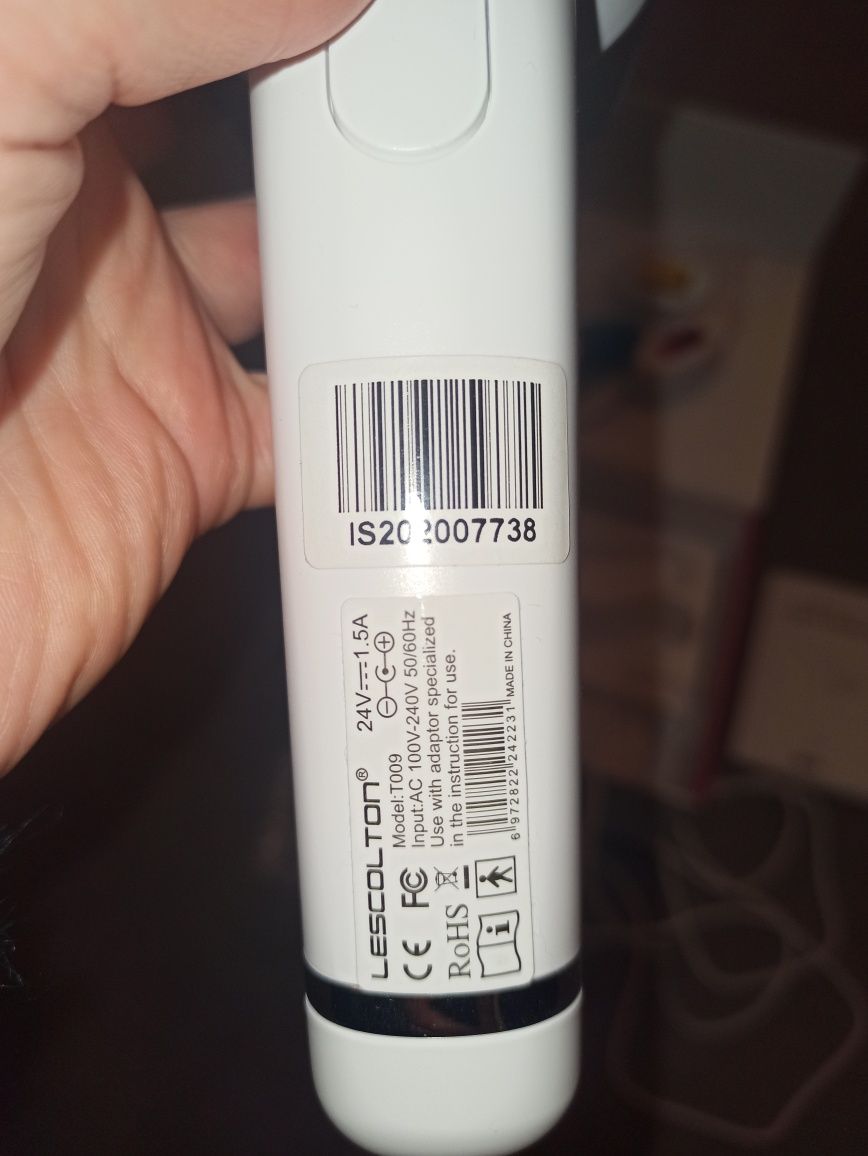 IS202007738
LESCOLTON® 24V⎓1.5A
Model:T009
Input:AC 100V-240V 50/60Hz
Use with adaptor specialized
in the instruction for use.
CE FC
RoHS
6 972822 242231
MADE IN CHINA